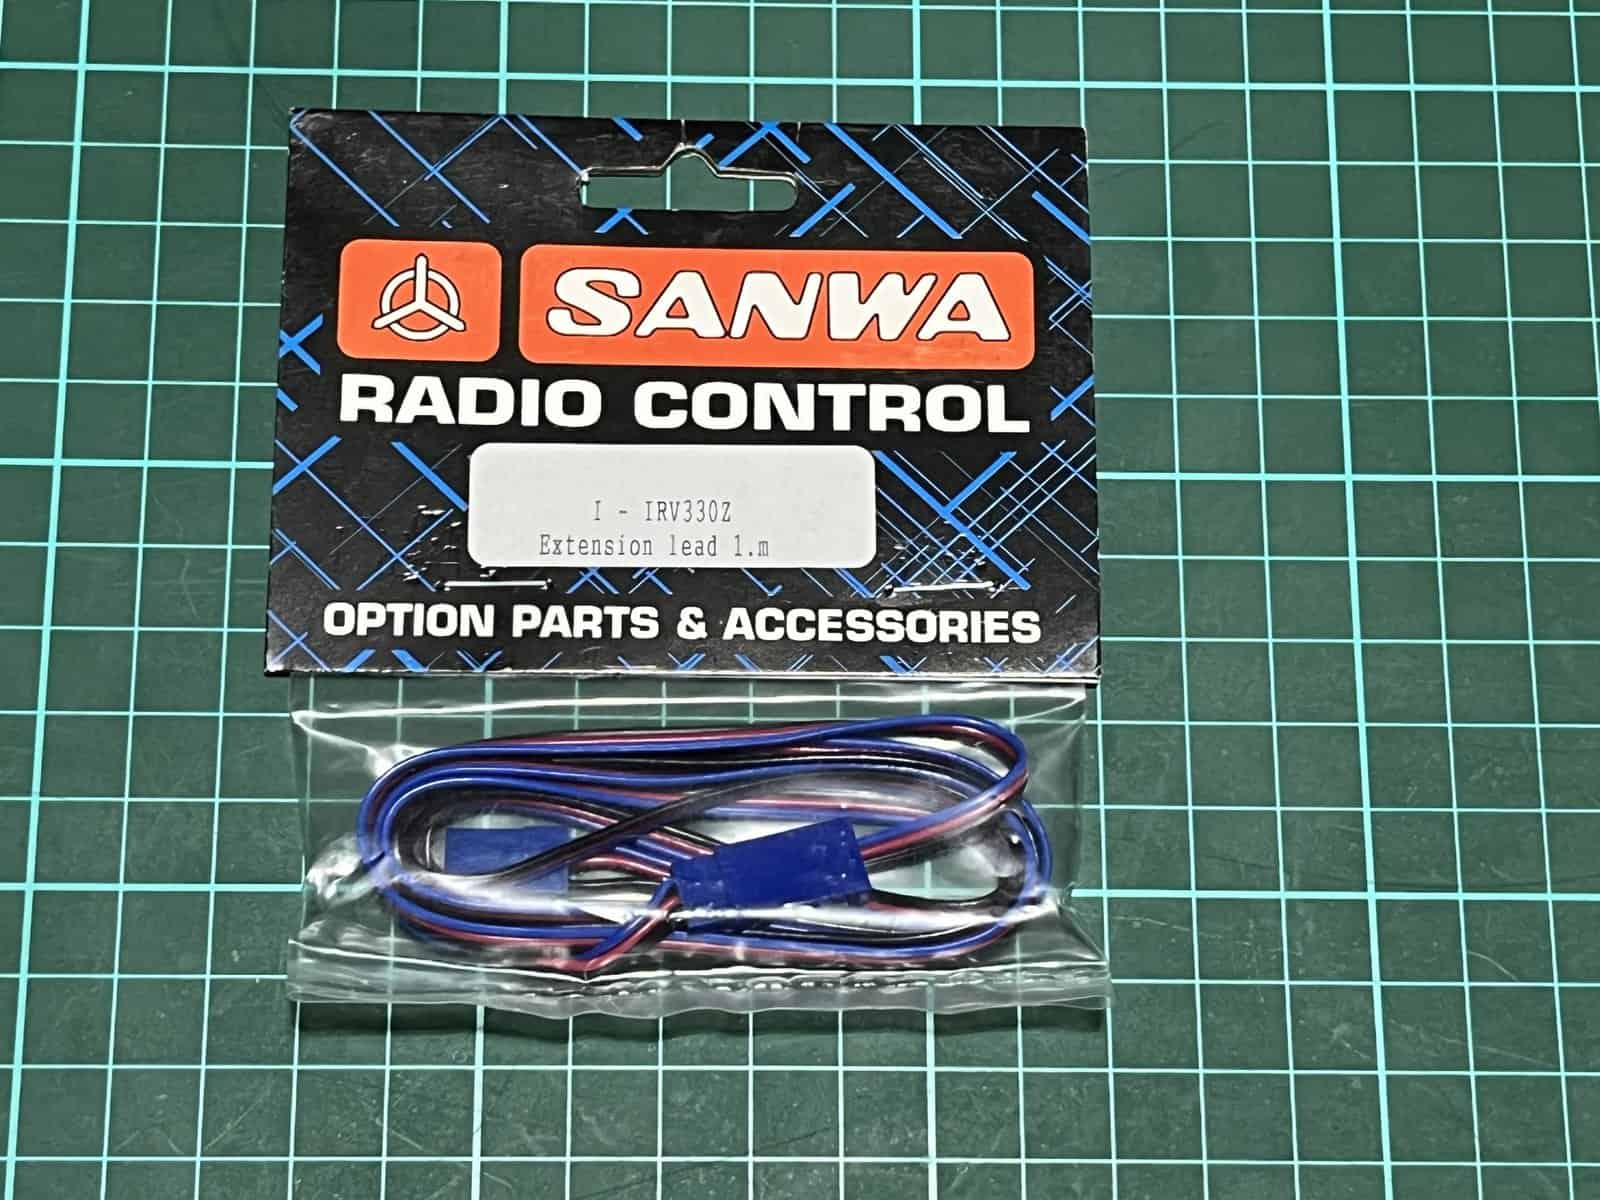 SANWA
RADIO CONTROL
I - IRV330Z
Extension lead 1.m
OPTION PARTS & ACCESSORIES